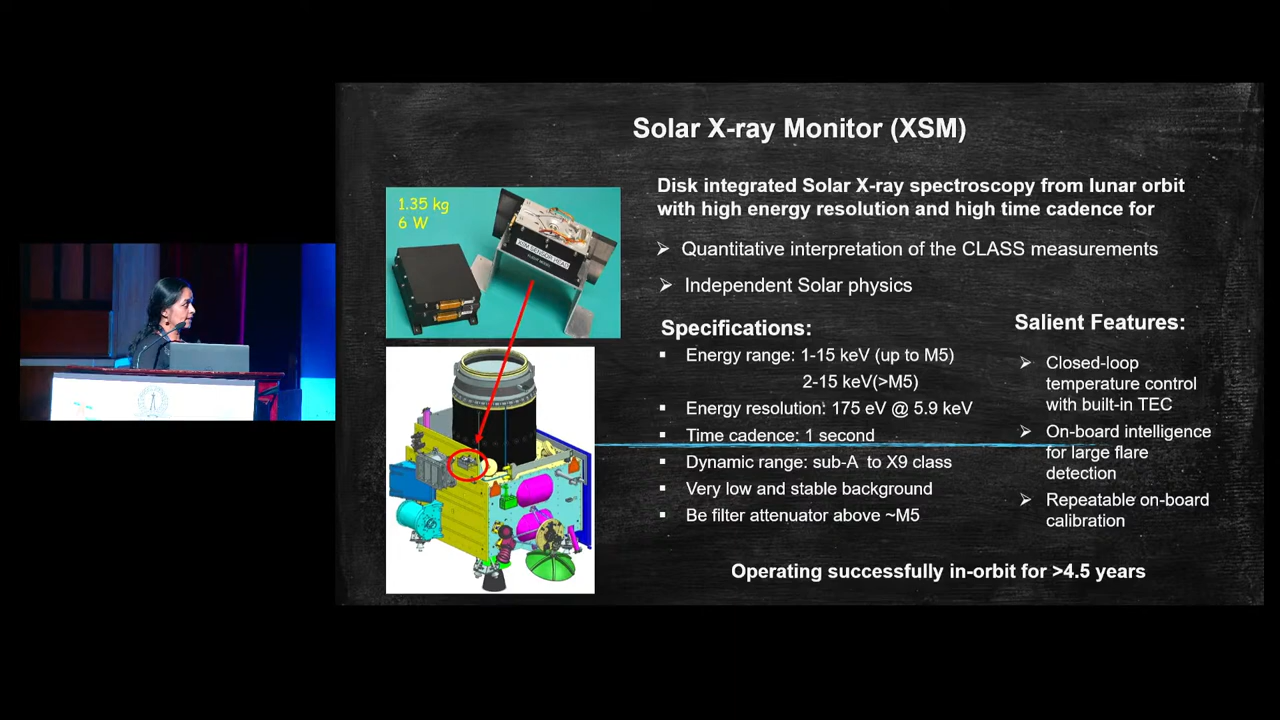 Solar X-ray Monitor (XSM)
Disk integrated Solar X-ray spectroscopy from lunar orbit
with high energy resolution and high time cadence for
➢ Quantitative interpretation of the CLASS measurements
➢ Independent Solar physics
1.35 kg
6 W
XSM SENSOR HEAD
FLIGHT MODEL
Specifications:
▪ Energy range: 1-15 keV (up to M5)
2-15 keV(>M5)
▪ Energy resolution: 175 eV @ 5.9 keV
▪ Time cadence: 1 second
▪ Dynamic range: sub-A to X9 class
▪ Very low and stable background
▪ Be filter attenuator above ~M5
Salient Features:
➢ Closed-loop
temperature control
with built-in TEC
➢ On-board intelligence
for large flare
detection
➢ Repeatable on-board
calibration
Operating successfully in-orbit for >4.5 years